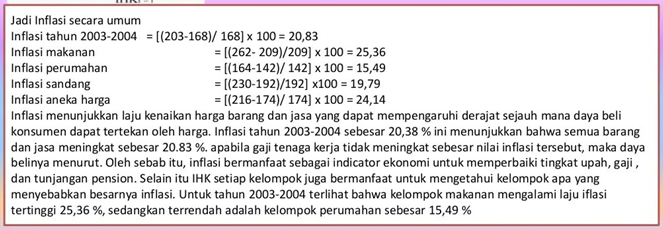 Jadi Inflasi secara umum
Inflasi tahun 2003-2004 = [(203-168)/ 168] x 100 = 20,83
Inflasi makanan = [(262- 209)/209] x 100 = 25,36
Inflasi perumahan = [(164-142)/ 142] x 100 = 15,49
Inflasi sandang = [(230-192)/192] x100 = 19,79
Inflasi aneka harga = [(216-174)/ 174] x 100 = 24,14
Inflasi menunjukkan laju kenaikan harga barang dan jasa yang dapat mempengaruhi derajat sejauh mana daya beli
konsumen dapat tertekan oleh harga. Inflasi tahun 2003-2004 sebesar 20,38 % ini menunjukkan bahwa semua barang
dan jasa meningkat sebesar 20.83 %. apabila gaji tenaga kerja tidak meningkat sebesar nilai inflasi tersebut, maka daya
belinya menurut. Oleh sebab itu, inflasi bermanfaat sebagai indicator ekonomi untuk memperbaiki tingkat upah, gaji ,
dan tunjangan pension. Selain itu IHK setiap kelompok juga bermanfaat untuk mengetahui kelompok apa yang
menyebabkan besarnya inflasi. Untuk tahun 2003-2004 terlihat bahwa kelompok makanan mengalami laju iflasi
tertinggi 25,36 %, sedangkan terrendah adalah kelompok perumahan sebesar 15,49 %